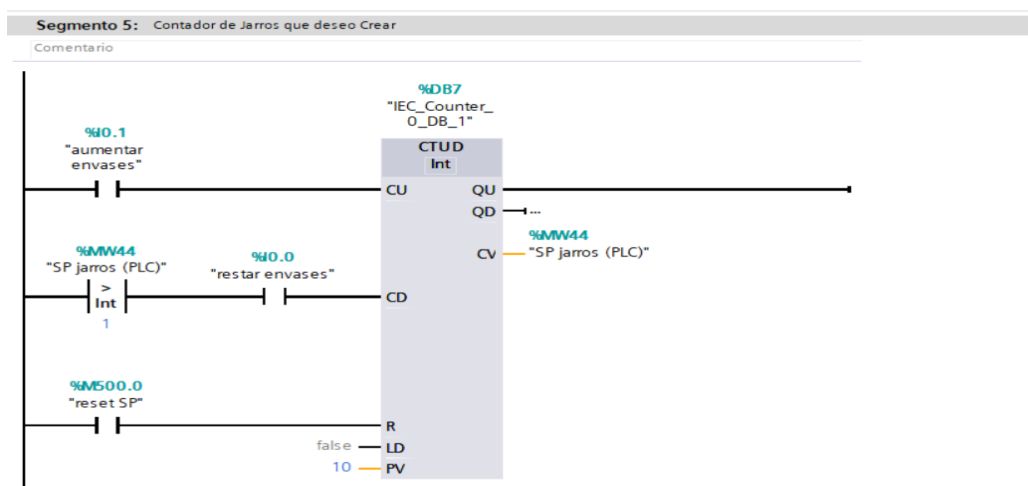 Segmento 5: Contador de Jarros que deseo Crear
Comentario
%DB7
"IEC_Counter_
0_DB_1"
%I0.1
"aumentar
envases"
CTUD
Int
CU
QU
QD
...
%MW44
"SP jarros (PLC)"
CV
%MW44
"SP jarros (PLC)"
>
Int
1
%I0.0
"restar envases"
CD
%M500.0
"reset SP"
R
false
LD
10
PV